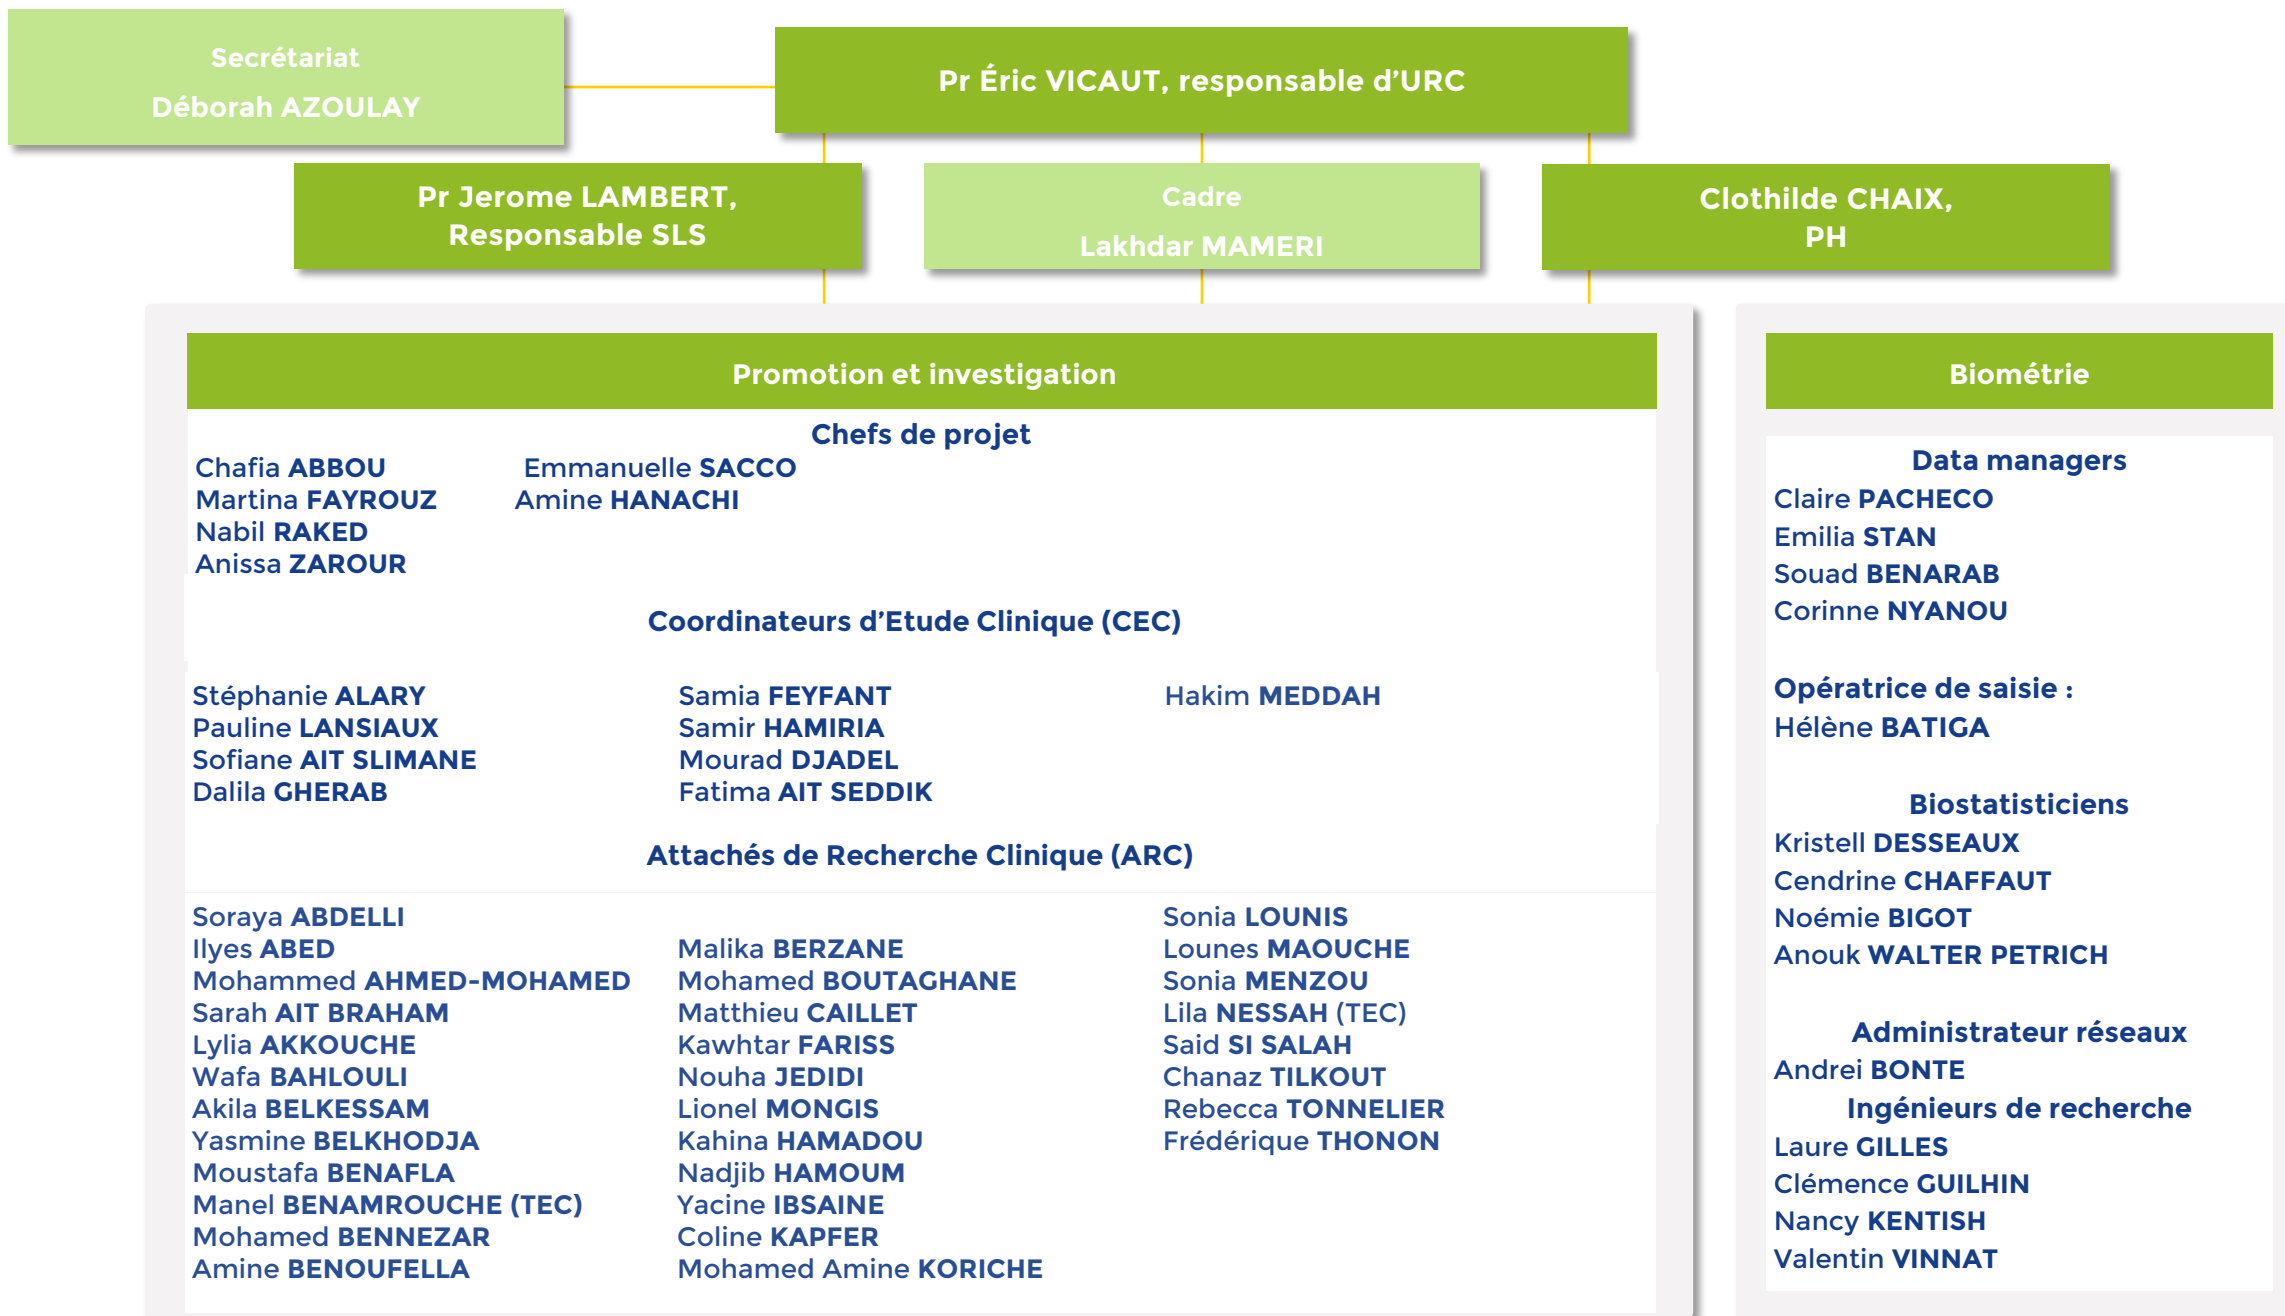 Secrétariat
Déborah AZOULAY
Pr Éric VICAUT, responsable d’URC
Pr Jerome LAMBERT,
Responsable SLS
Cadre
Lakhdar MAMERI
Clothilde CHAIX,
PH
Promotion et investigation
Chefs de projet
Chafia ABBOU
Martina FAYROUZ
Nabil RAKED
Anissa ZAROUR
Emmanuelle SACCO
Amine HANACHI
Coordinateurs d’Etude Clinique (CEC)
Stéphanie ALARY
Pauline LANSIAUX
Sofiane AIT SLIMANE
Dalila GHERAB
Samia FEYFANT
Samir HAMIRIA
Mourad DJADEL
Fatima AIT SEDDIK
Hakim MEDDAH
Attachés de Recherche Clinique (ARC)
Soraya ABDELLI
Ilyes ABED
Mohammed AHMED-MOHAMED
Sarah AIT BRAHAM
Lylia AKKOUCHE
Wafa BAHLOULI
Akila BELKESSAM
Yasmine BELKHODJA
Moustafa BENAFLA
Manel BENAMROUCHE (TEC)
Mohamed BENNEZAR
Amine BENOUFELLA
Malika BERZANE
Mohamed BOUTAGHANE
Matthieu CAILLET
Kawhtar FARISS
Nouha JEDIDI
Lionel MONGIS
Kahina HAMADOU
Nadjib HAMOUM
Yacine IBSAINE
Coline KAPFER
Mohamed Amine KORICHE
Sonia LOUNIS
Lounes MAOUCHE
Sonia MENZOU
Lila NESSAH (TEC)
Said SI SALAH
Chanaz TILKOUT
Rebecca TONNELIER
Frédérique THONON
Biométrie
Data managers
Claire PACHECO
Emilia STAN
Souad BENARAB
Corinne NYANOU
Opératrice de saisie :
Hélène BATIGA
Biostatisticiens
Kristell DESSEAUX
Cendrine CHAFFAUT
Noémie BIGOT
Anouk WALTER PETRICH
Administrateur réseaux
Andrei BONTE
Ingénieurs de recherche
Laure GILLES
Clémence GUILHIN
Nancy KENTISH
Valentin VINNAT